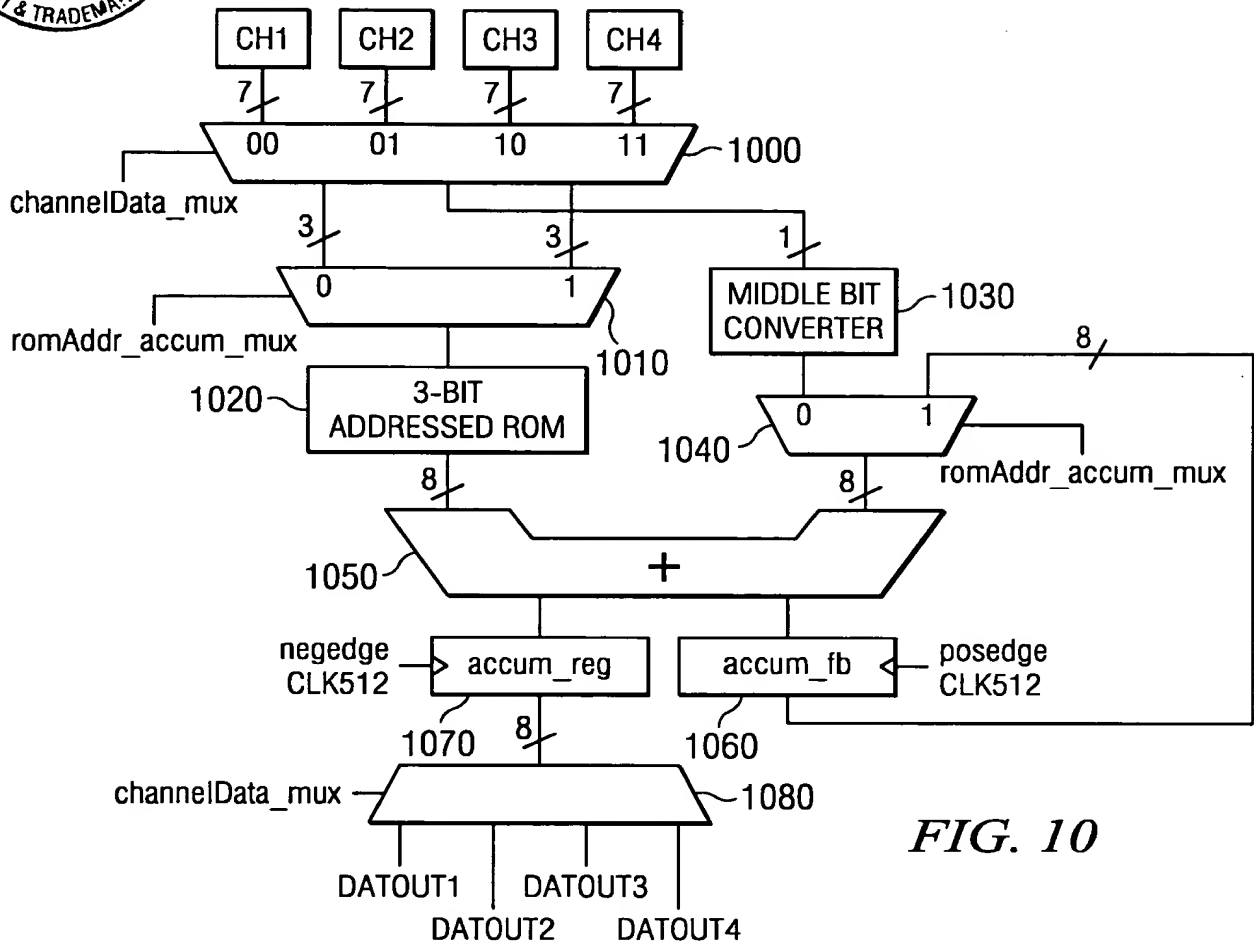 & TRADEMA
CH1 CH2 CH3 CH4
7 7 7 7
00 01 10 11
1000
channelData_mux
3 3 1
0 1
1010
romAddr_accum_mux
MIDDLE BIT
CONVERTER
1030
8
1020
3-BIT
ADDRESSED ROM
0 1
1040
romAddr_accum_mux
8 8
1050
+
negedge
CLK512
accum_reg
accum_fb
posedge
CLK512
1070
8
1060
channelData_mux
1080
DATOUT1
DATOUT2
DATOUT3
DATOUT4
FIG. 10